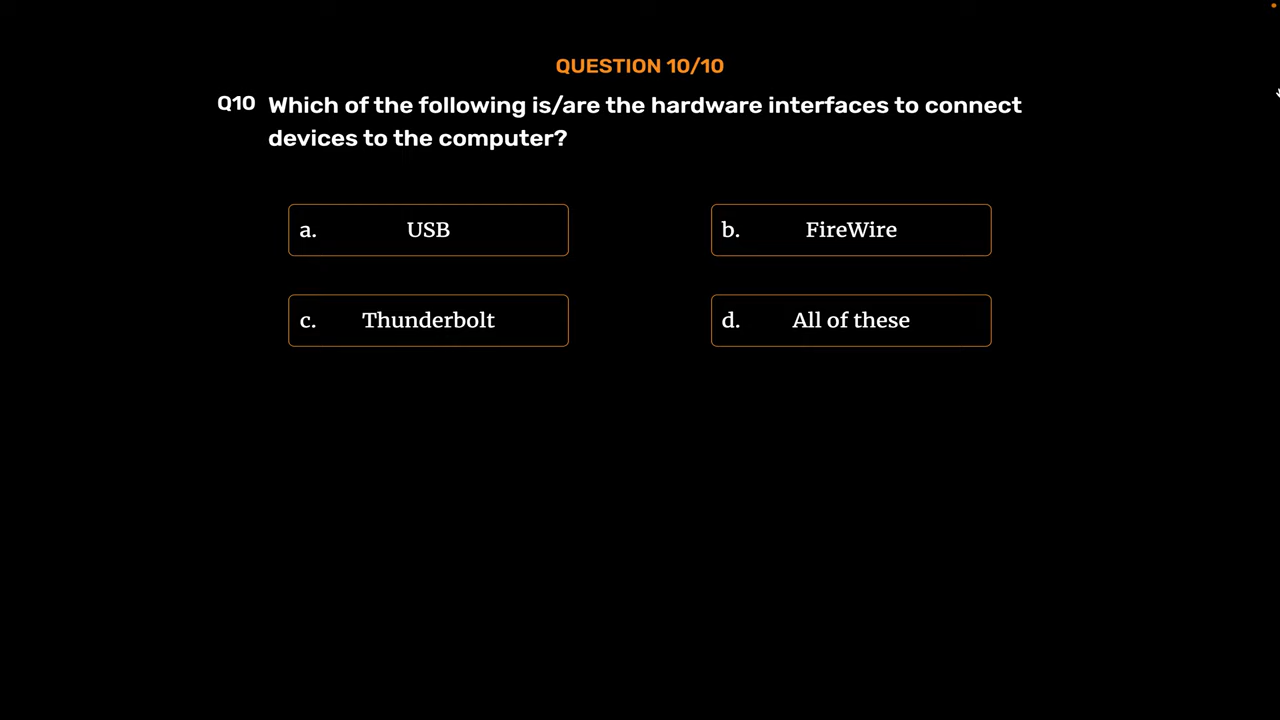 QUESTION 10/10
Q10 Which of the following is/are the hardware interfaces to connect
devices to the computer?
a. USB
b. FireWire
c. Thunderbolt
d. All of these